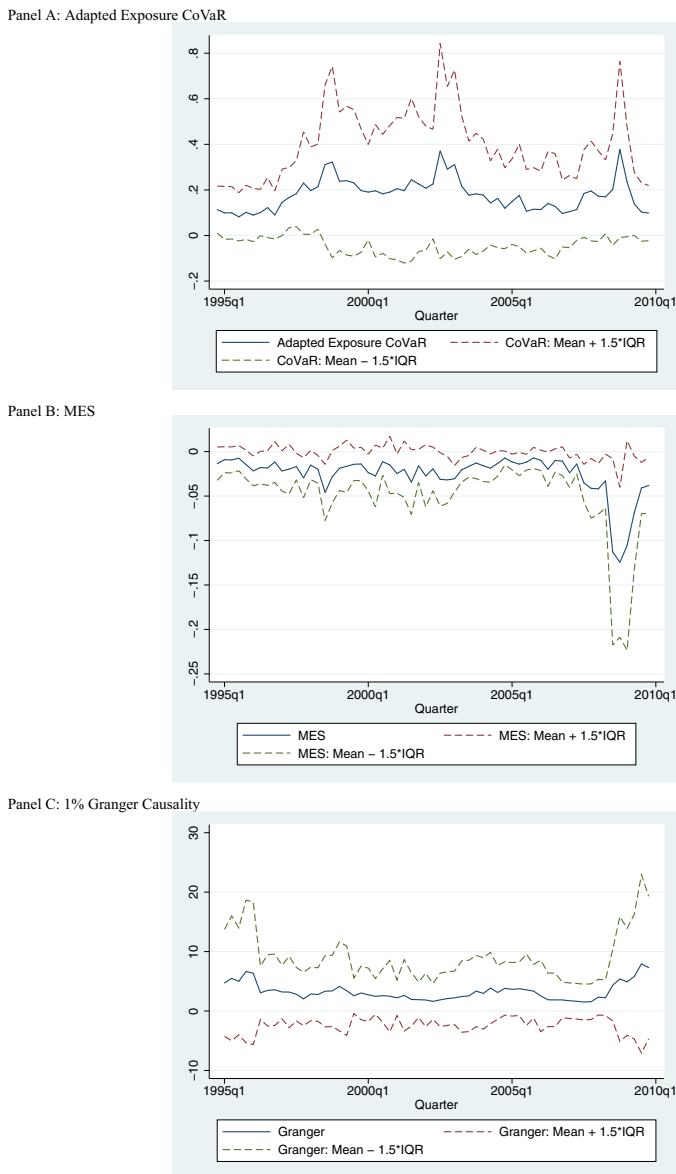 Panel A: Adapted Exposure CoVaR
.8
.6
.4
.2
0
−.2
1995q1 2000q1 2005q1 2010q1
Quarter
Adapted Exposure CoVaR CoVaR: Mean + 1.5*IQR
CoVaR: Mean − 1.5*IQR
Panel B: MES
0
−.05
−.1
−.15
−.2
−.25
1995q1 2000q1 2005q1 2010q1
Quarter
MES MES: Mean + 1.5*IQR
MES: Mean − 1.5*IQR
Panel C: 1% Granger Causality
30
20
10
0
−10
1995q1 2000q1 2005q1 2010q1
Quarter
Granger Granger: Mean + 1.5*IQR
Granger: Mean − 1.5*IQR